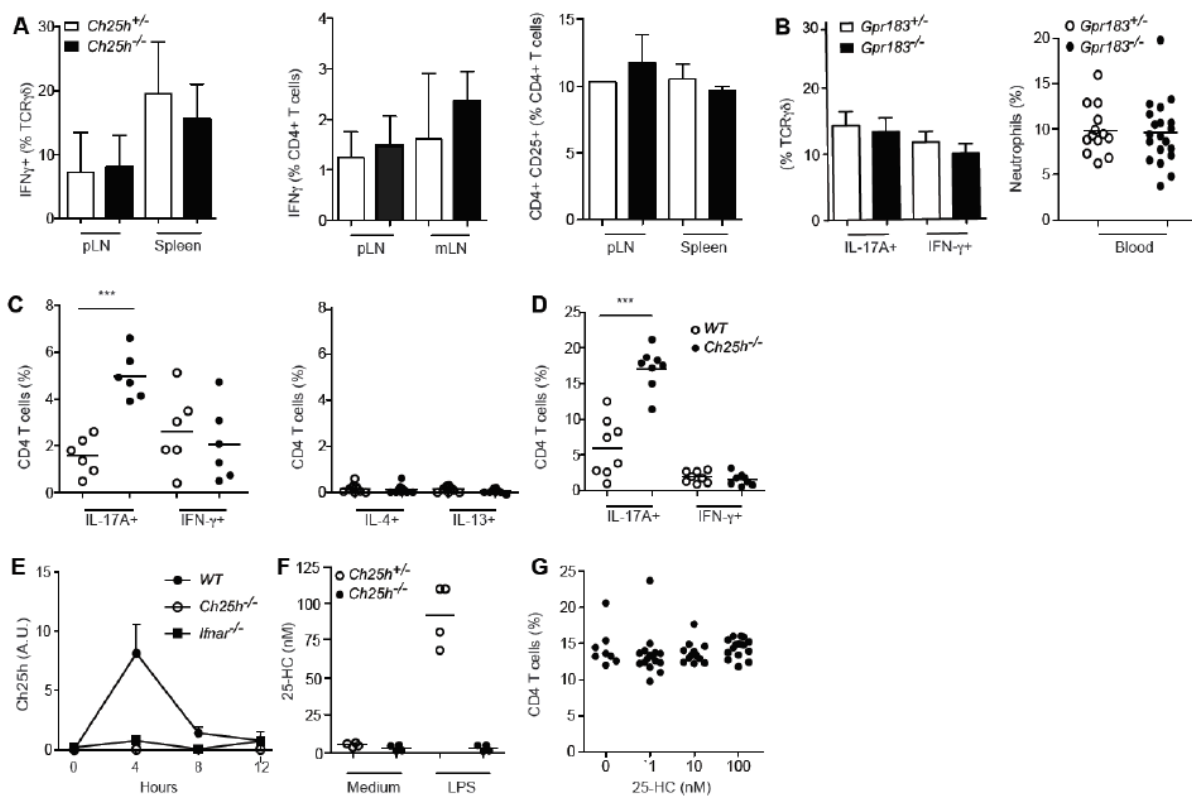 A
Ch25h+/-
Ch25h-/-
IFNγ+ (% TCRγδ)
40
30
20
10
0
pLN Spleen
IFNγ (% CD4+ T cells)
4
3
2
1
0
pLN mLN
CD4+ CD25+ (% CD4+ T cells)
15
10
5
0
pLN Spleen
B
Gpr183+/-
Gpr183-/-
(% TCRγδ)
20
10
0
IL-17A+ IFN-γ+
Gpr183+/-
Gpr183-/-
Neutrophils (%)
20
15
10
5
0
Blood
C
***
CD4 T cells (%)
8
6
4
2
0
IL-17A+ IFN-γ+
CD4 T cells (%)
8
6
4
2
0
IL-4+ IL-13+
D
***
WT
Ch25h-/-
CD4 T cells (%)
25
20
15
10
5
0
IL-17A+ IFN-γ+
E
WT
Ch25h-/-
Ifnar-/-
Ch25h (A.U.)
15
10
5
0
0 4 8 12
Hours
F
Ch25h+/-
Ch25h-/-
25-HC (nM)
125
100
75
50
25
0
Medium LPS
G
CD4 T cells (%)
25
20
15
10
5
0
0 1 10 100
25-HC (nM)